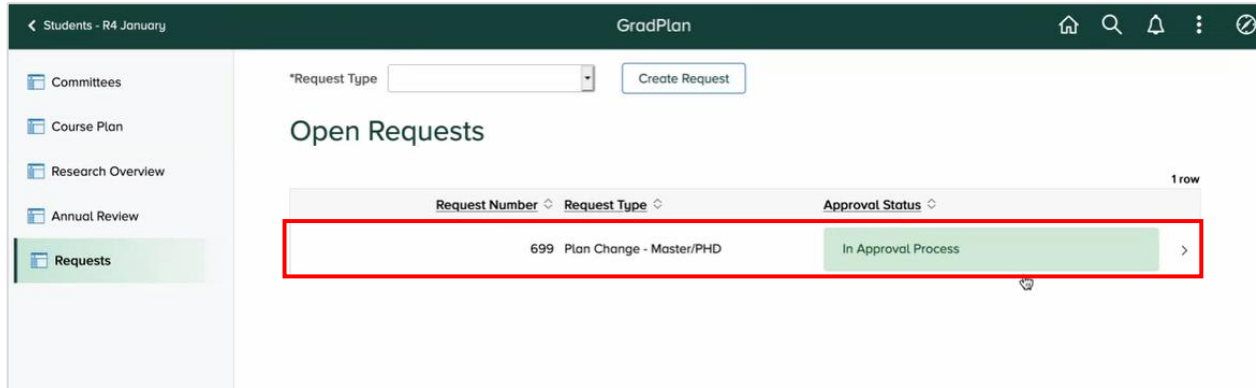 Students - R4 January
GradPlan
Committees
Course Plan
Research Overview
Annual Review
Requests
*Request Type
Create Request
Open Requests
1 row
Request Number Request Type Approval Status
699 Plan Change - Master/PHD In Approval Process